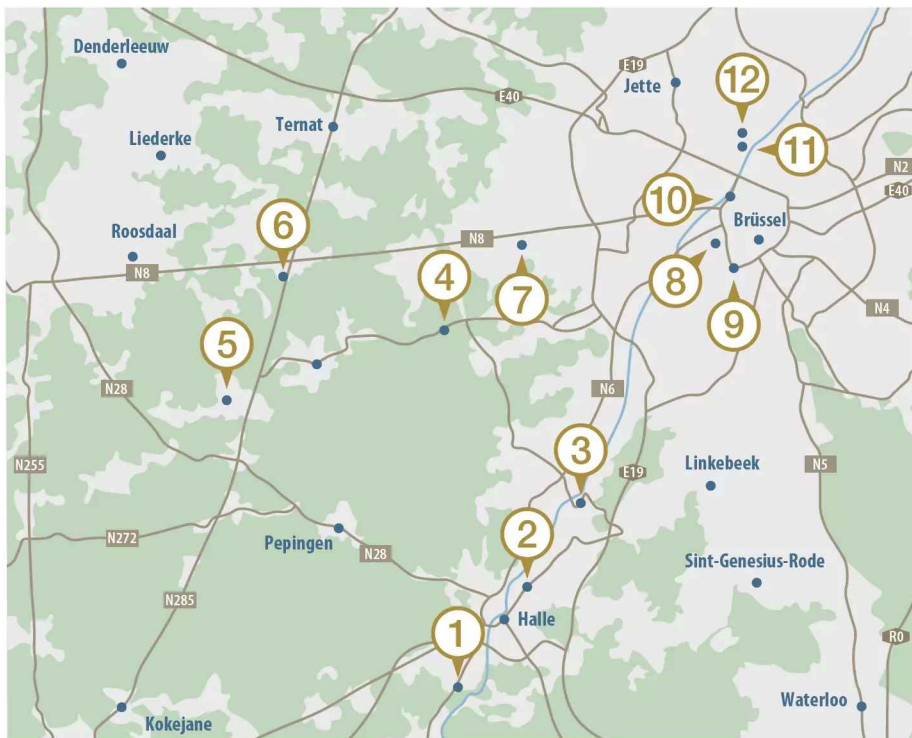 Denderleeuw
E19
Jette
12
E40
Ternat
Liederke
11
N2
E40
10
6
Roosdaal
Brüssel
N8
N8
4
7
8
9
N4
5
N28
N6
3
Linkebeek
N255
E19
N5
2
N272
Pepingen
N28
Sint-Genesius-Rode
N285
1
Halle
R0
Waterloo
Kokejane